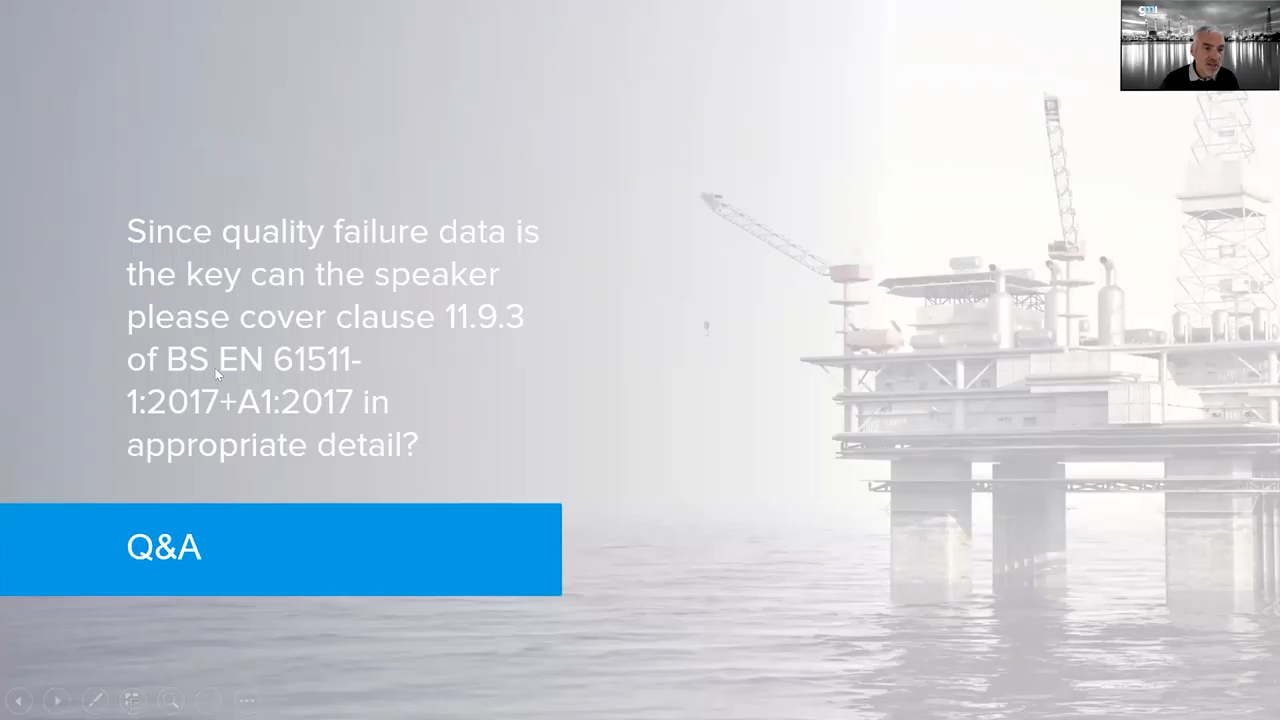 gmi
Since quality failure data is
the key can the speaker
please cover clause 11.9.3
of BS EN 61511-
1:2017+A1:2017 in
appropriate detail?
Q&A